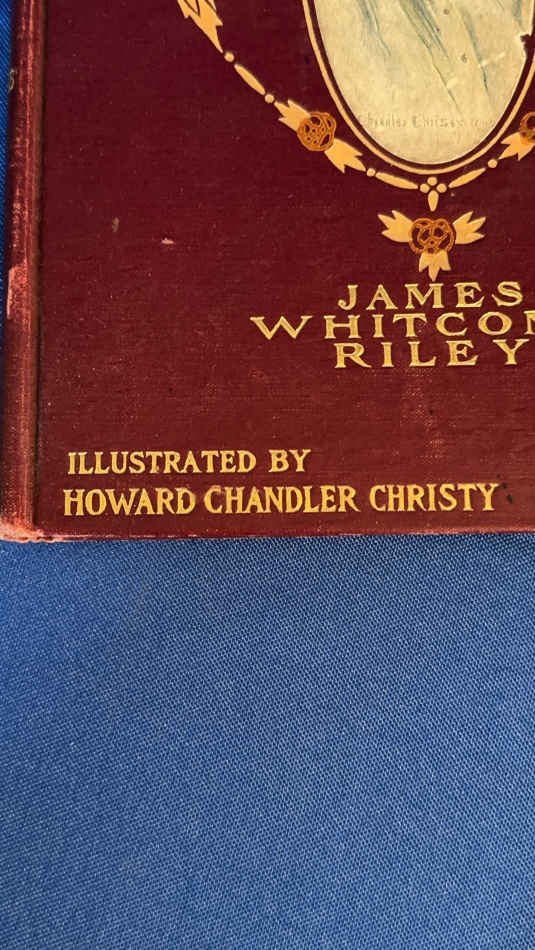 JAMES
WHITCOM
RILEY
ILLUSTRATED BY
HOWARD CHANDLER CHRISTY